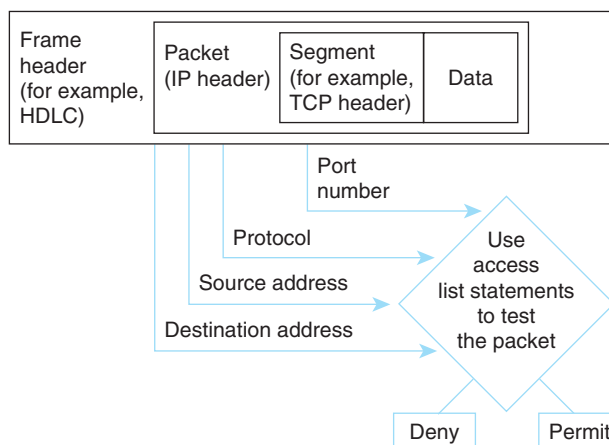 Frame
header
(for example,
HDLC)
Packet
(IP header)
Segment
(for example,
TCP header)
Data
Port
number
Protocol
Source address
Destination address
Use
access
list statements
to test
the packet
Deny
Permit